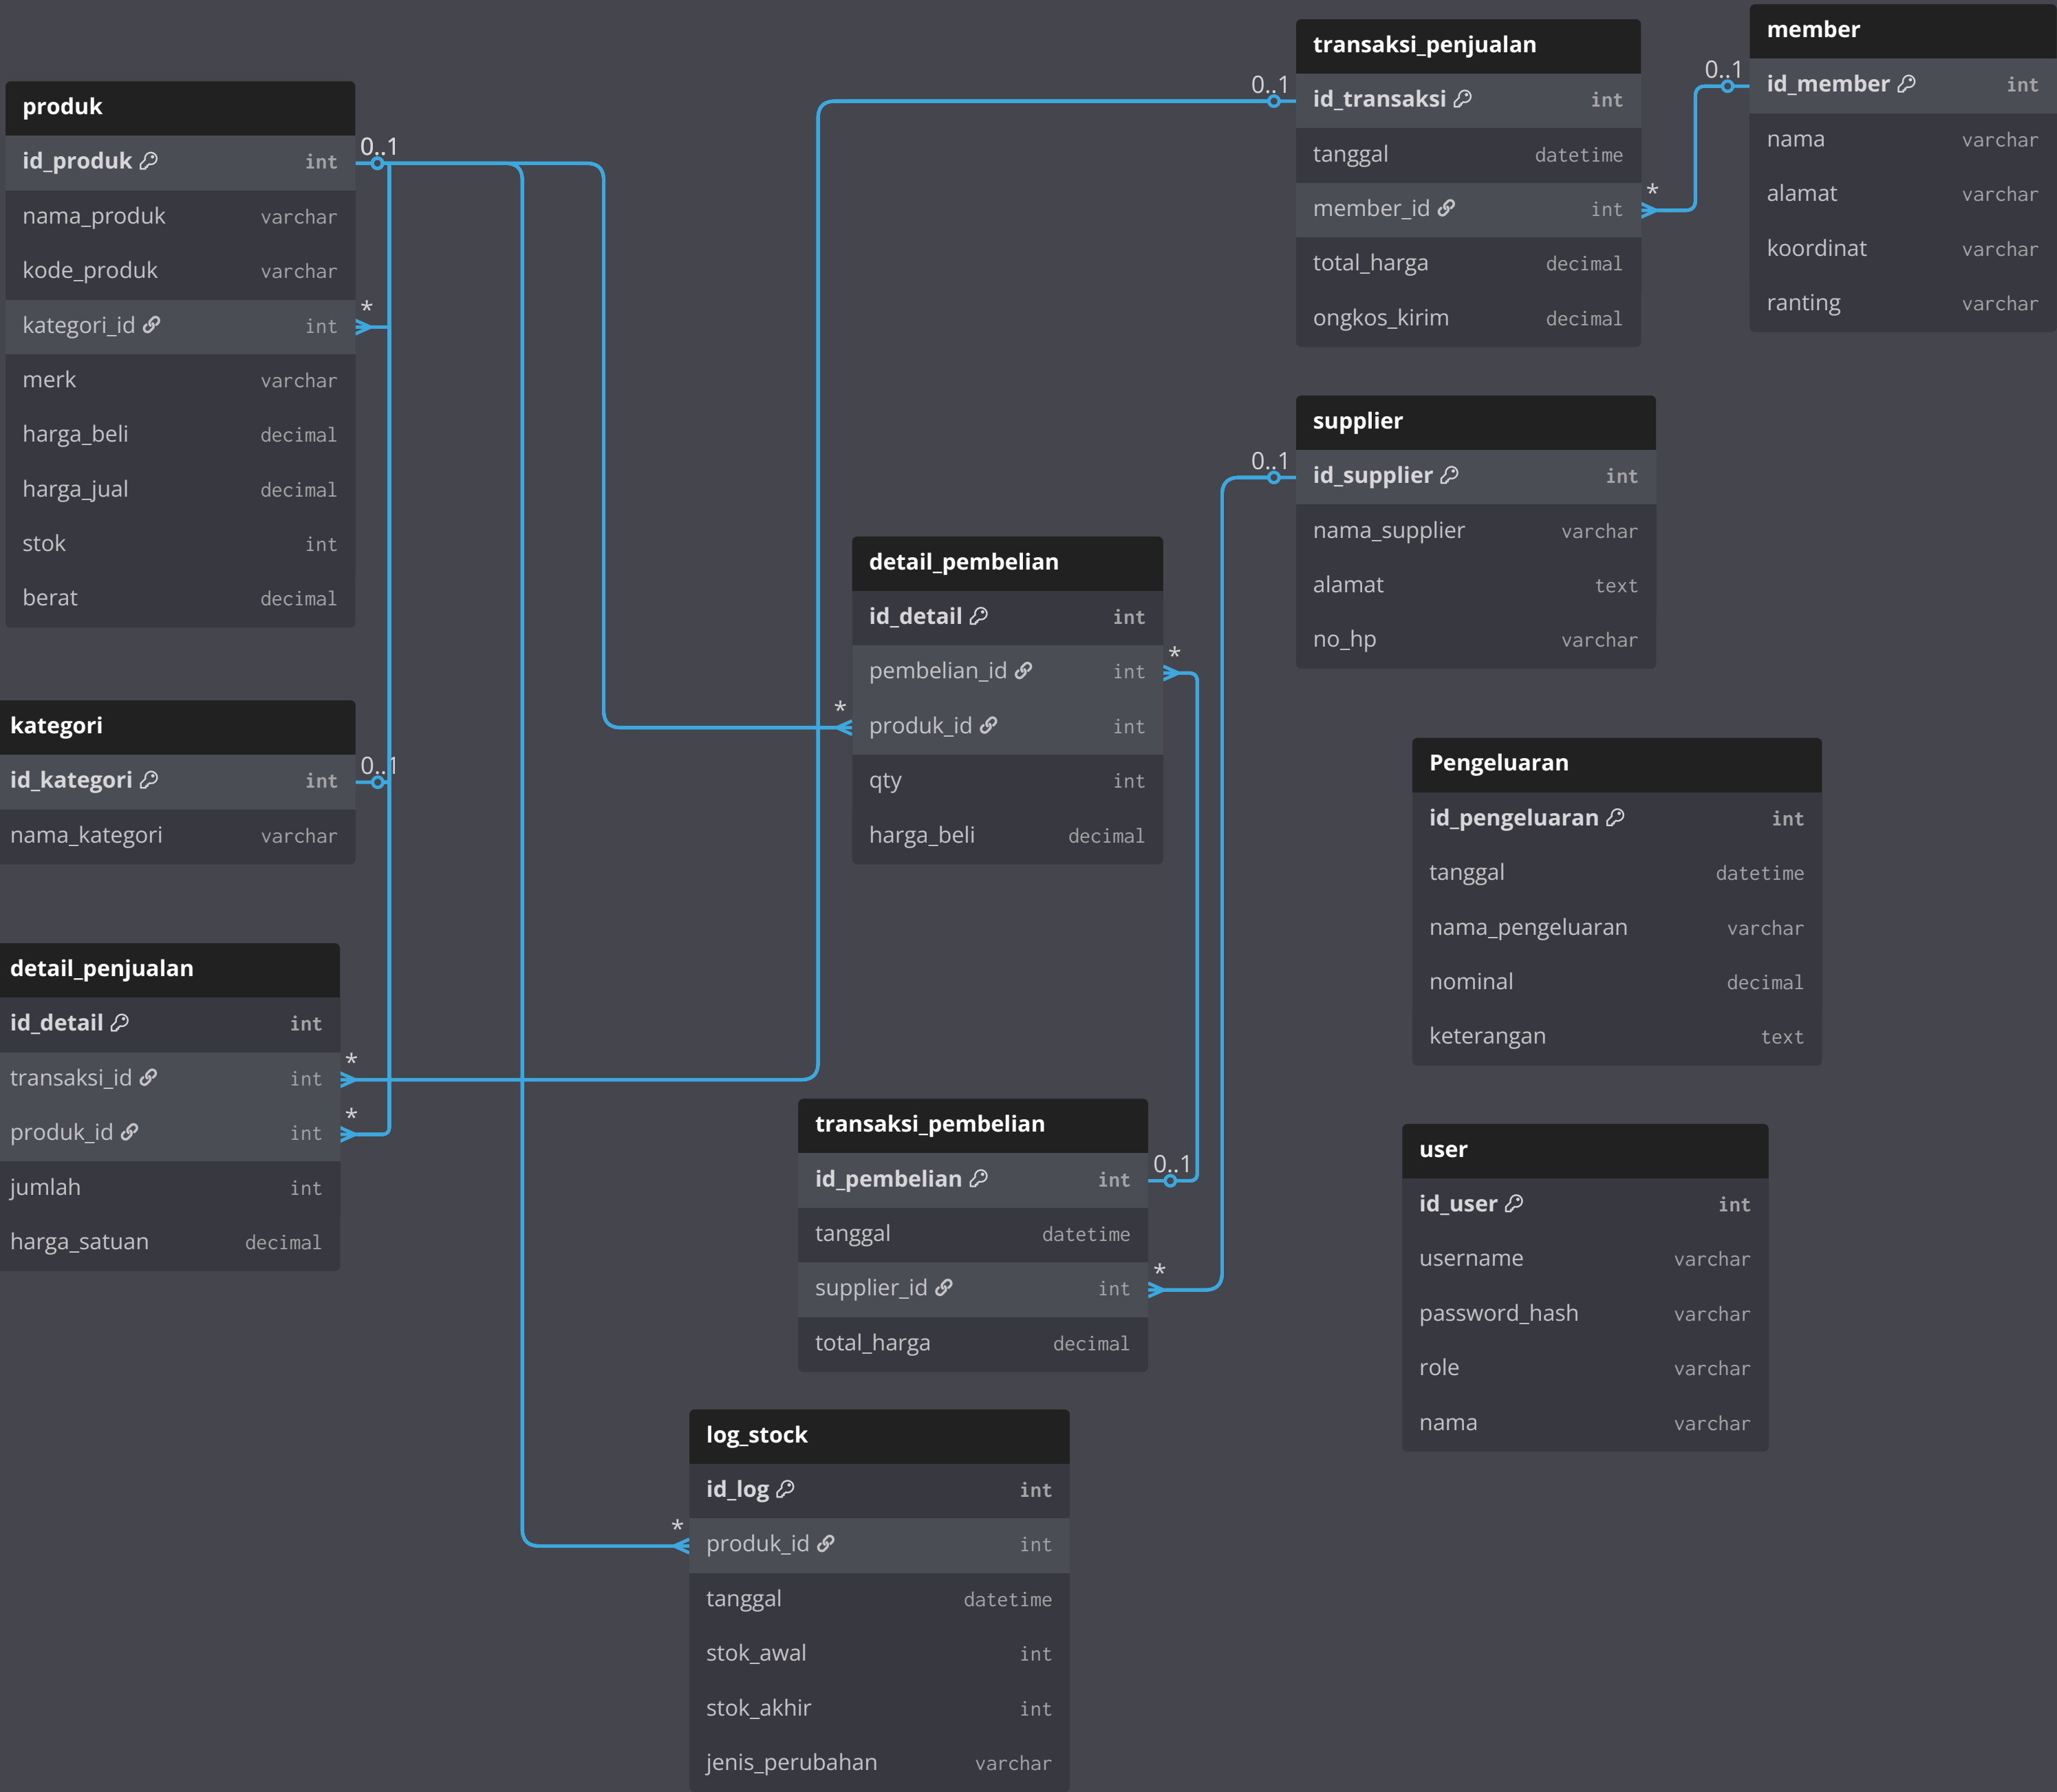 produk
id_produk int
nama_produk varchar
kode_produk varchar
kategori_id int
merk varchar
harga_beli decimal
harga_jual decimal
stok int
berat decimal
0..1
*
kategori
id_kategori int
nama_kategori varchar
0..1
detail_penjualan
id_detail int
transaksi_id int
produk_id int
jumlah int
harga_satuan decimal
*
*
detail_pembelian
id_detail int
pembelian_id int
produk_id int
qty int
harga_beli decimal
*
*
transaksi_pembelian
id_pembelian int
tanggal datetime
supplier_id int
total_harga decimal
0..1
*
log_stock
id_log int
produk_id int
tanggal datetime
stok_awal int
stok_akhir int
jenis_perubahan varchar
*
transaksi_penjualan
id_transaksi int
tanggal datetime
member_id int
total_harga decimal
ongkos_kirim decimal
0..1
*
member
id_member int
nama varchar
alamat varchar
koordinat varchar
ranting varchar
0..1
supplier
id_supplier int
nama_supplier varchar
alamat text
no_hp varchar
0..1
Pengeluaran
id_pengeluaran int
tanggal datetime
nama_pengeluaran varchar
nominal decimal
keterangan text
user
id_user int
username varchar
password_hash varchar
role varchar
nama varchar